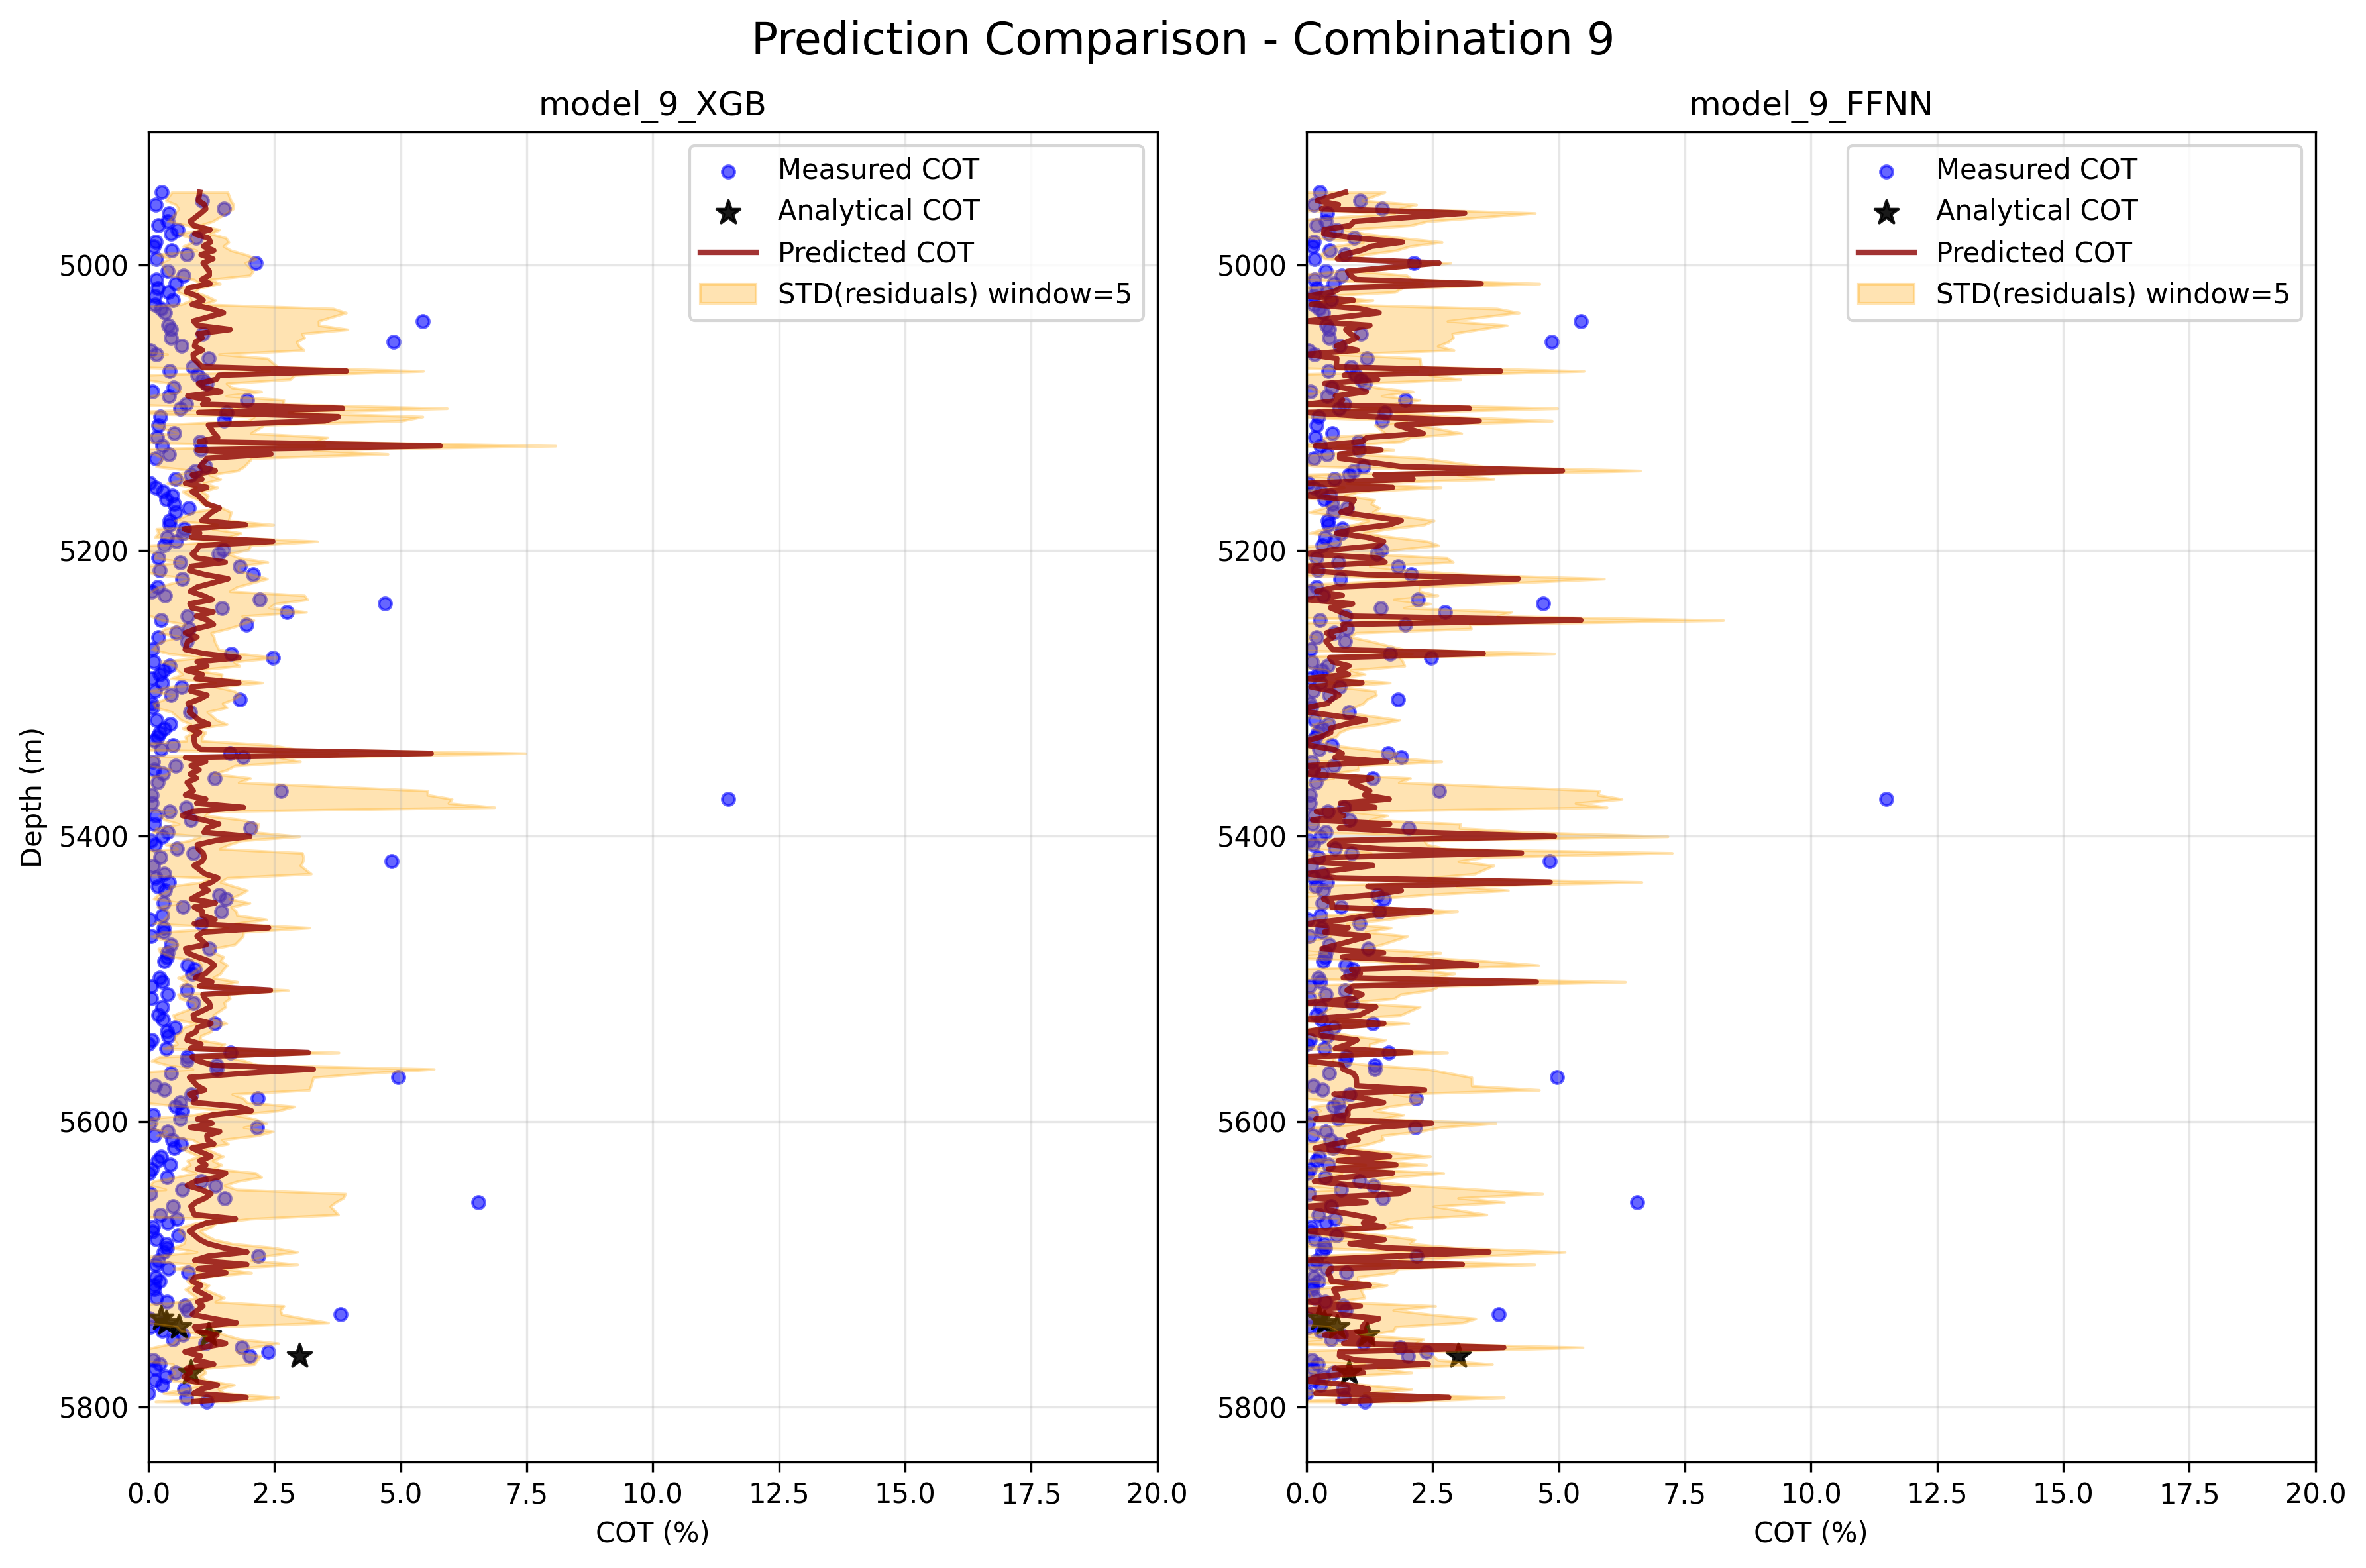 Prediction Comparison - Combination 9
model_9_XGB
Measured COT
Analytical COT
Predicted COT
STD(residuals) window=5
Depth (m)
5000
5200
5400
5600
5800
0.0 2.5 5.0 7.5 10.0 12.5 15.0 17.5 20.0
COT (%)
model_9_FFNN
Measured COT
Analytical COT
Predicted COT
STD(residuals) window=5
5000
5200
5400
5600
5800
0.0 2.5 5.0 7.5 10.0 12.5 15.0 17.5 20.0
COT (%)